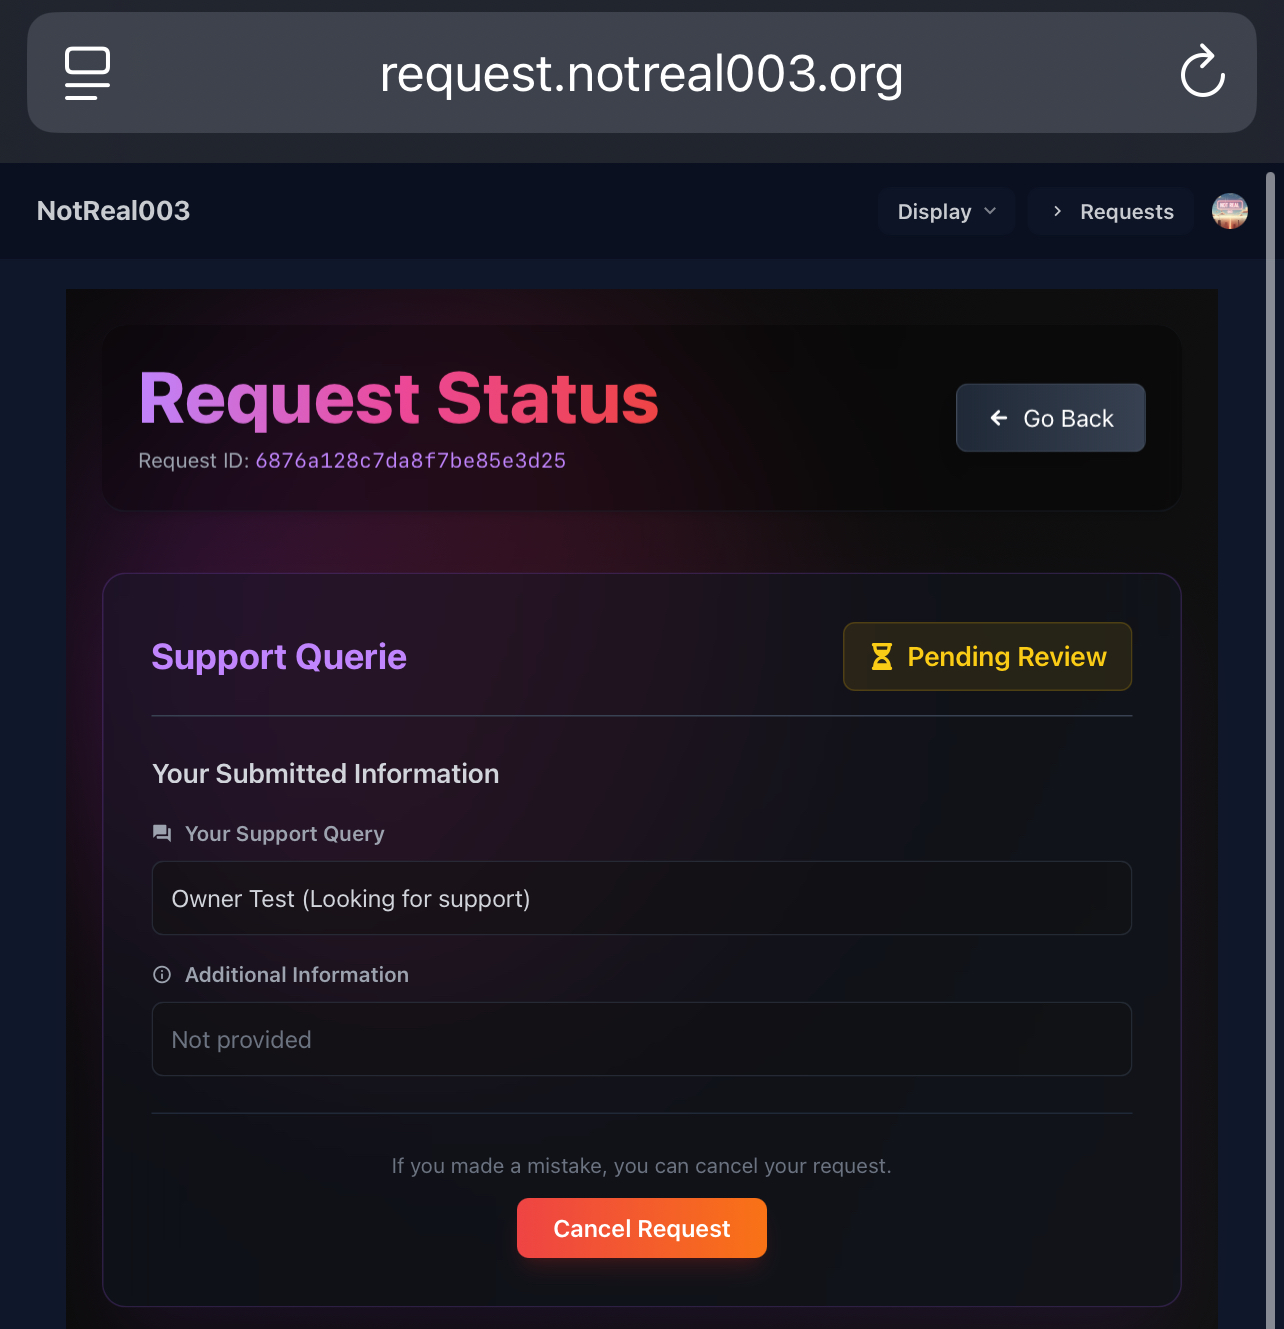 request.notreal003.org
NotReal003
Display
Requests
Request Status
Request ID: 6876a128c7da8f7be85e3d25
Go Back
Support Querie
Pending Review
Your Submitted Information
Your Support Query
Owner Test (Looking for support)
Additional Information
Not provided
If you made a mistake, you can cancel your request.
Cancel Request